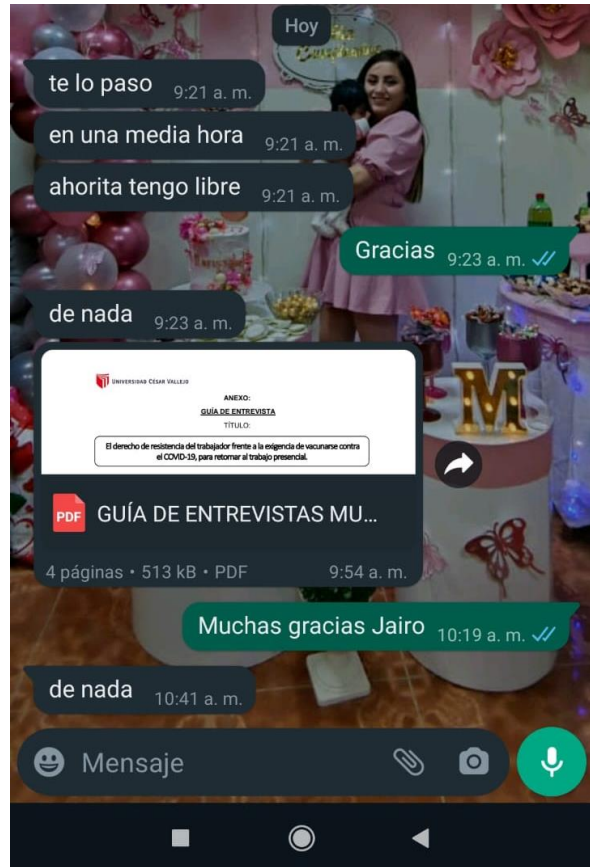 Hoy
te lo paso 9:21 a. m.
en una media hora 9:21 a. m.
ahorita tengo libre 9:21 a. m.
Gracias 9:23 a. m.
de nada 9:23 a. m.
UNIVERSIDAD CÉSAR VALLEJO
ANEXO:
GUÍA DE ENTREVISTA
TÍTULO:
El derecho de resistencia del trabajador frente a la exigencia de vacunarse contra
el COVID-19, para retornar al trabajo presencial.
PDF GUÍA DE ENTREVISTAS MU...
4 páginas • 513 kB • PDF 9:54 a. m.
M
Muchas gracias Jairo 10:19 a. m.
de nada 10:41 a. m.
Mensaje